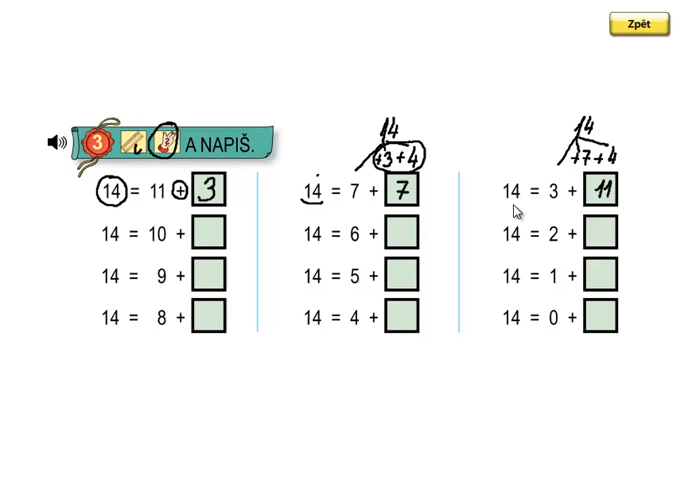 Zpět
3 A NAPIŠ.
14
+3+4
14
+7+4
14 = 11 + 3
14 = 10 +
14 = 9 +
14 = 8 +
14 = 7 + 7
14 = 6 +
14 = 5 +
14 = 4 +
14 = 3 + 11
14 = 2 +
14 = 1 +
14 = 0 +